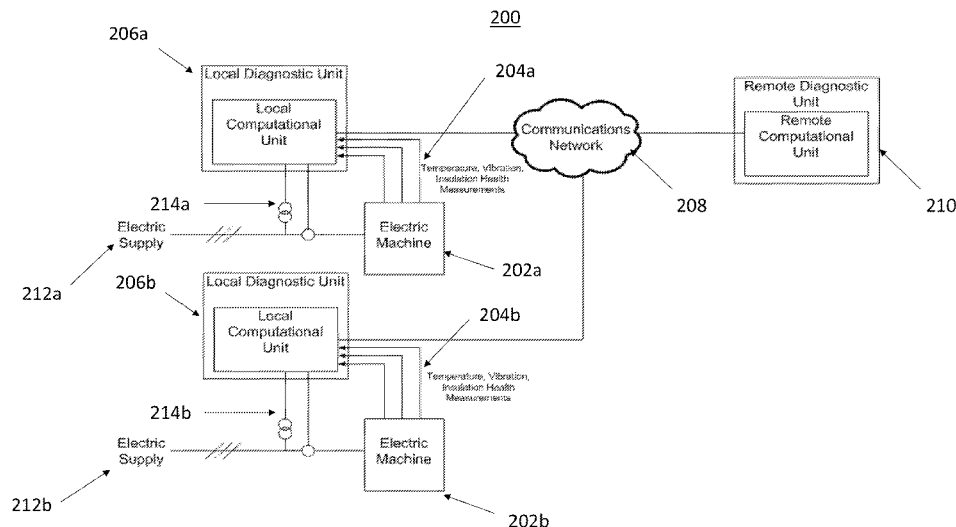 200
206a
Local Diagnostic Unit
Local
Computational
Unit
204a
Temperature, Vibration,
Insulation Health
Measurements
Communications
Network
208
Remote Diagnostic
Unit
Remote
Computational
Unit
210
214a
Electric
Supply
212a
Electric
Machine
202a
206b
Local Diagnostic Unit
Local
Computational
Unit
204b
Temperature, Vibration,
Insulation Health
Measurements
214b
Electric
Supply
212b
Electric
Machine
202b